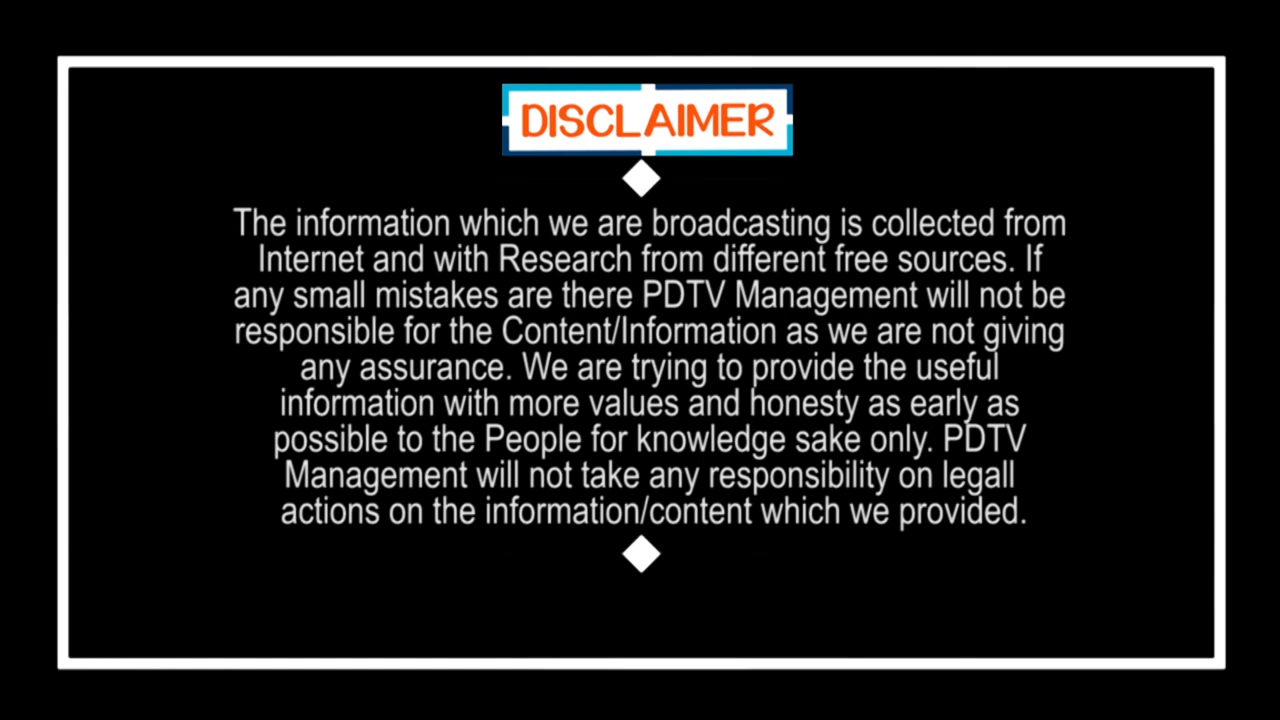 DISCLAIMER
The information which we are broadcasting is collected from
Internet and with Research from different free sources. If
any small mistakes are there PDTV Management will not be
responsible for the Content/Information as we are not giving
any assurance. We are trying to provide the useful
information with more values and honesty as early as
possible to the People for knowledge sake only. PDTV
Management will not take any responsibility on legall
actions on the information/content which we provided.